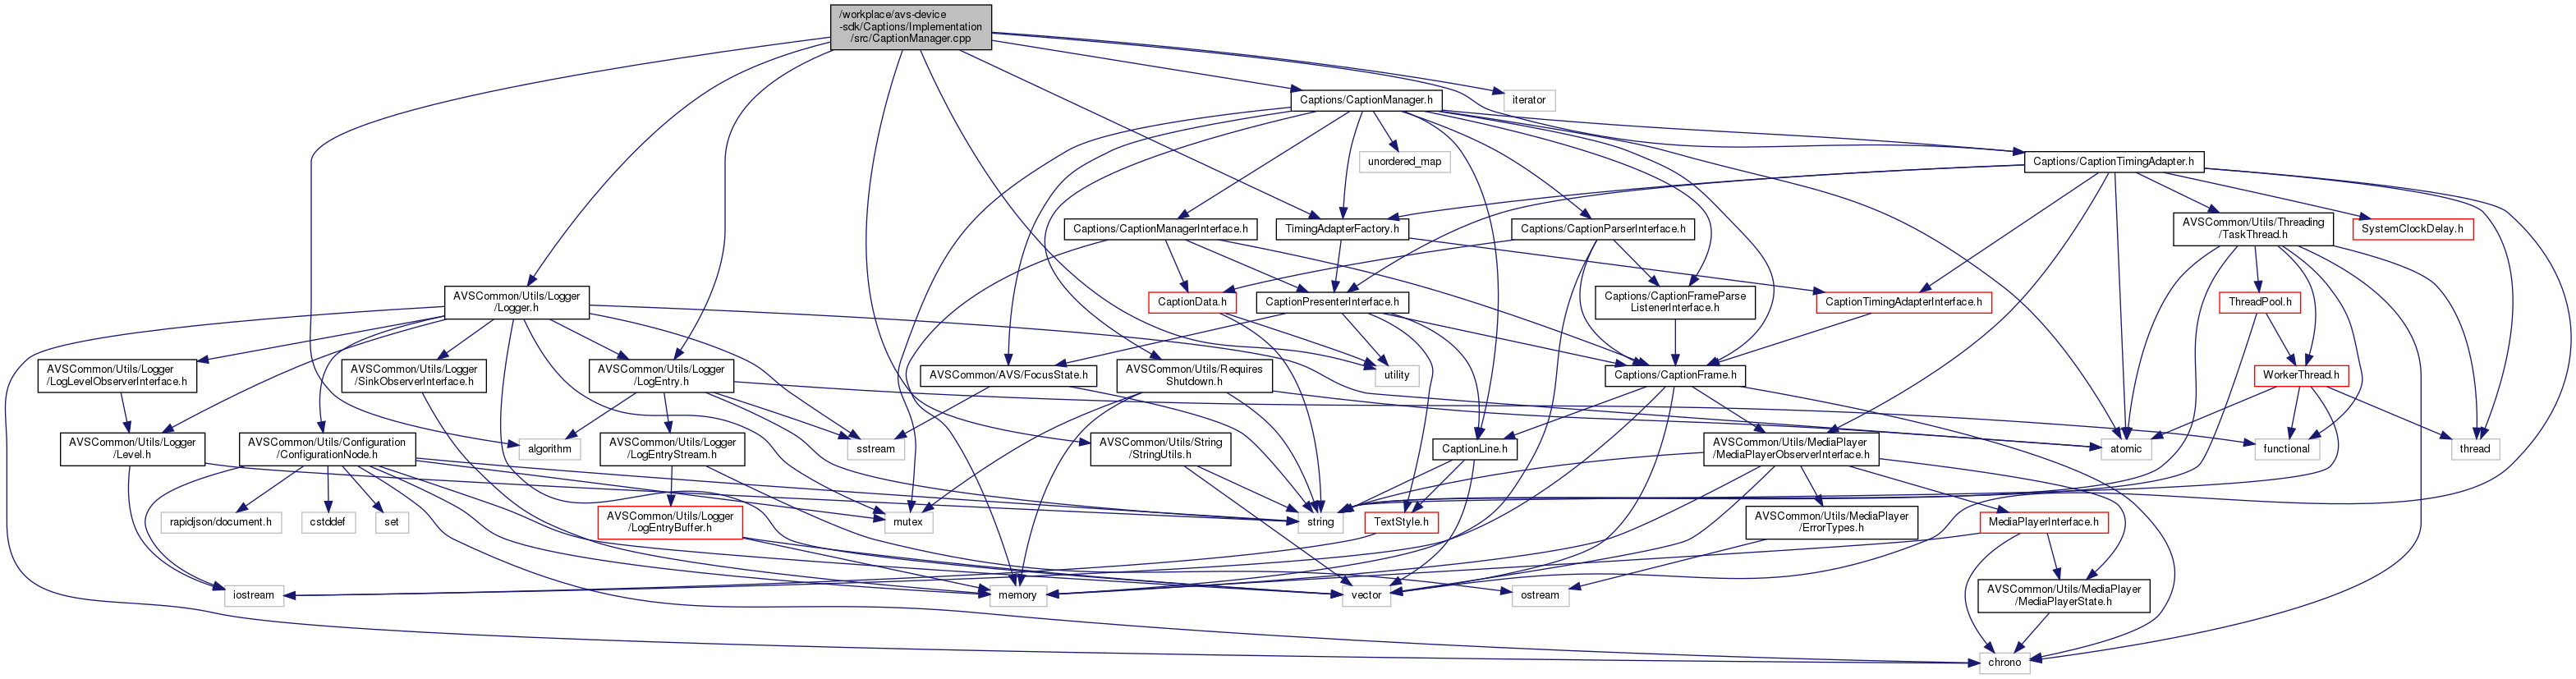 /workplace/avs-device
-sdk/Captions/Implementation
/src/CaptionManager.cpp
Captions/CaptionManager.h
iterator
unordered_map
Captions/CaptionTimingAdapter.h
Captions/CaptionManagerInterface.h
TimingAdapterFactory.h
Captions/CaptionParserInterface.h
AVSCommon/Utils/Threading
/TaskThread.h
SystemClockDelay.h
AVSCommon/Utils/Logger
/Logger.h
CaptionData.h
CaptionPresenterInterface.h
Captions/CaptionFrameParse
ListenerInterface.h
CaptionTimingAdapterInterface.h
ThreadPool.h
AVSCommon/Utils/Logger
/LogLevelObserverInterface.h
AVSCommon/Utils/Logger
/SinkObserverInterface.h
AVSCommon/Utils/Logger
/LogEntry.h
AVSCommon/AVS/FocusState.h
AVSCommon/Utils/Requires
Shutdown.h
utility
Captions/CaptionFrame.h
WorkerThread.h
AVSCommon/Utils/Logger
/Level.h
AVSCommon/Utils/Configuration
/ConfigurationNode.h
algorithm
AVSCommon/Utils/Logger
/LogEntryStream.h
sstream
AVSCommon/Utils/String
/StringUtils.h
CaptionLine.h
AVSCommon/Utils/MediaPlayer
/MediaPlayerObserverInterface.h
atomic
functional
thread
rapidjson/document.h
cstddef
set
AVSCommon/Utils/Logger
/LogEntryBuffer.h
mutex
string
TextStyle.h
AVSCommon/Utils/MediaPlayer
/ErrorTypes.h
MediaPlayerInterface.h
iostream
memory
vector
ostream
AVSCommon/Utils/MediaPlayer
/MediaPlayerState.h
chrono